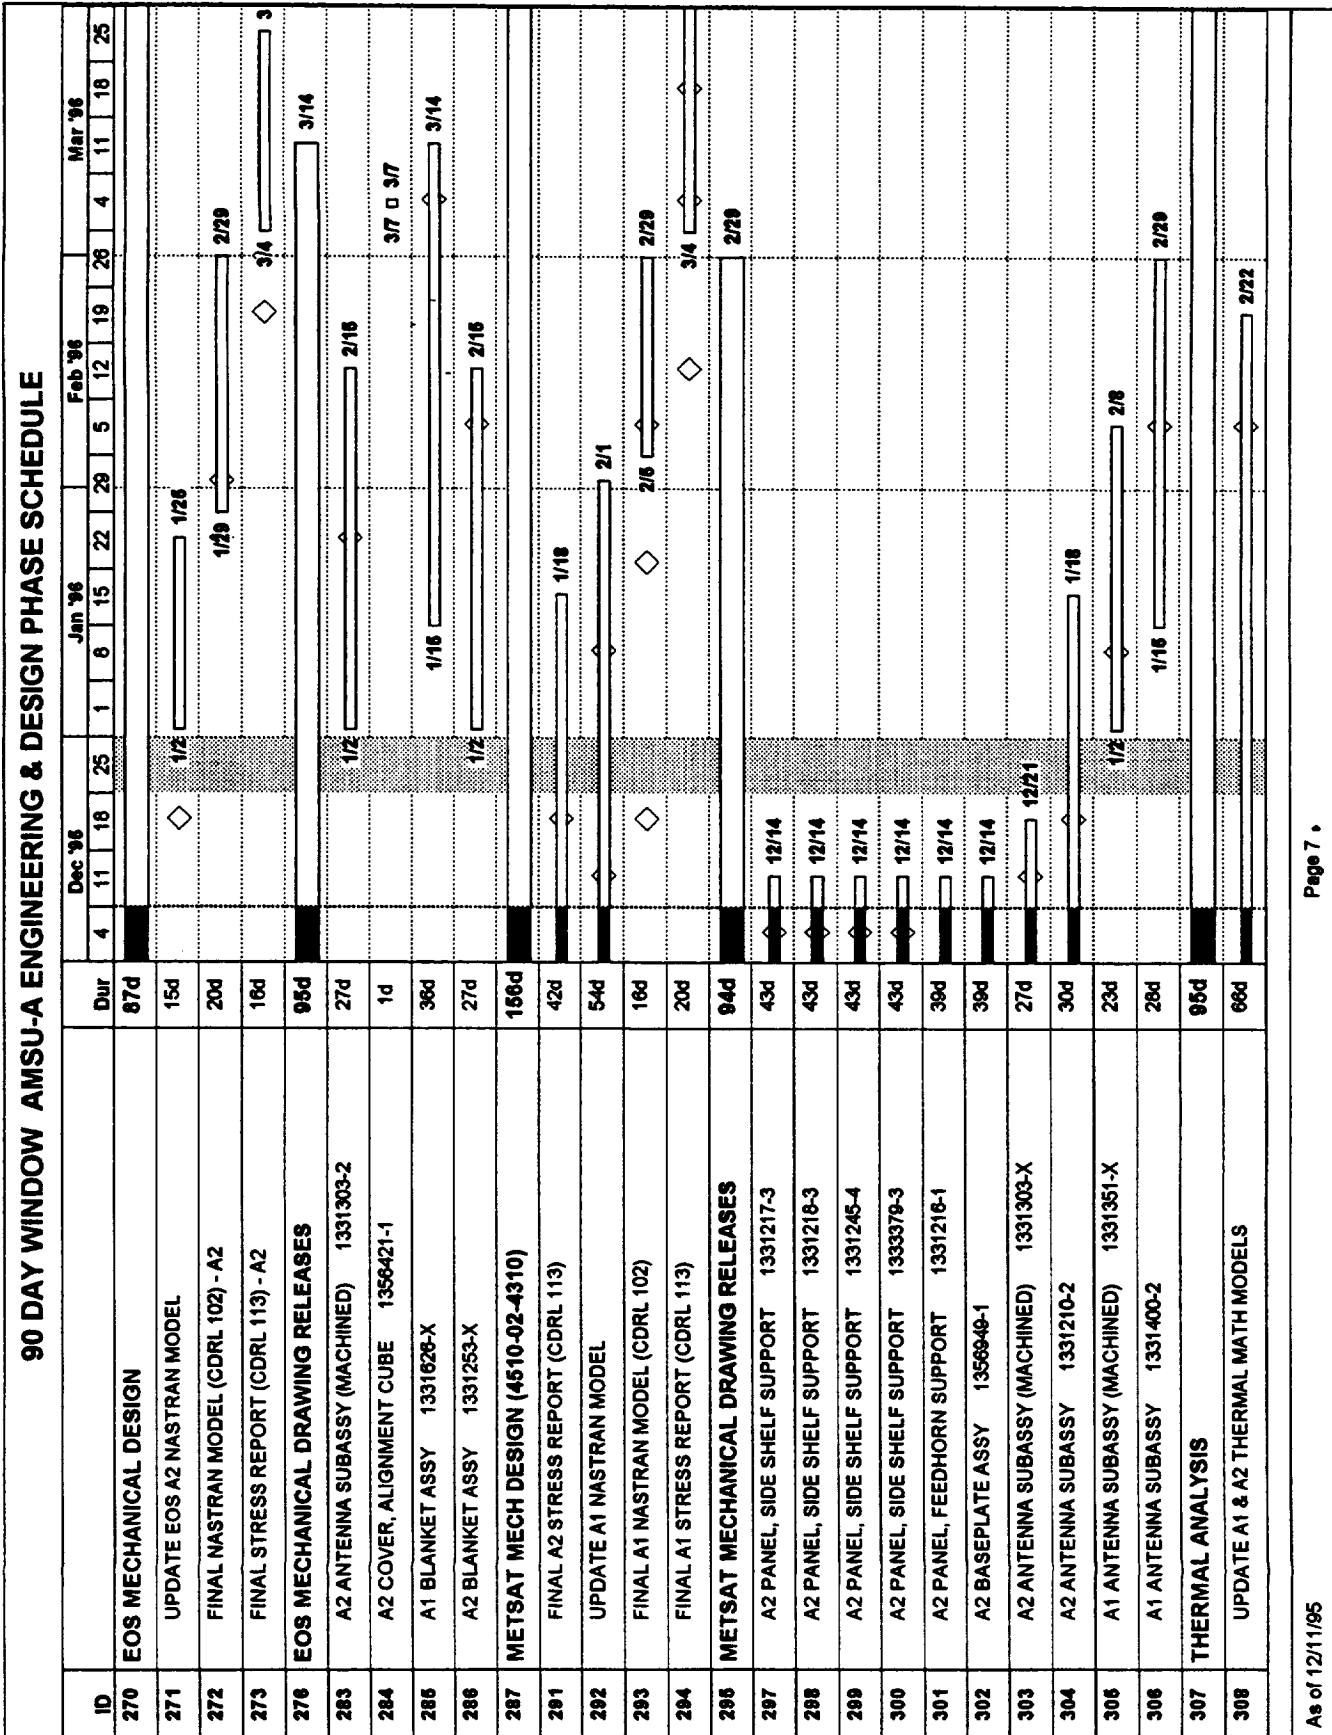 90 DAY WINDOW AMSU-A ENGINEERING & DESIGN PHASE SCHEDULE
Dec '95 Jan '96 Feb '96 Mar '96
ID Dur 4 11 18 25 1 8 15 22 29 5 12 19 26 4 11 18 25
270 EOS MECHANICAL DESIGN 87d
271 UPDATE EOS A2 NASTRAN MODEL 15d 1/2 1/25
272 FINAL NASTRAN MODEL (CDRL 102) - A2 20d 1/29 2/29
273 FINAL STRESS REPORT (CDRL 113) - A2 16d 3/4 3
276 EOS MECHANICAL DRAWING RELEASES 95d 3/14
283 A2 ANTENNA SUBASSY (MACHINED) 1331303-2 27d 1/2 2/15
284 A2 COVER, ALIGNMENT CUBE 1356421-1 1d 3/7 3/7
285 A1 BLANKET ASSY 1331626-X 36d 1/15 3/14
286 A2 BLANKET ASSY 1331253-X 27d 1/2 2/15
287 METSAT MECH DESIGN (4510-02-4310) 156d
291 FINAL A2 STRESS REPORT (CDRL 113) 42d 1/18
292 UPDATE A1 NASTRAN MODEL 54d 2/1
293 FINAL A1 NASTRAN MODEL (CDRL 102) 16d 2/5 2/29
294 FINAL A1 STRESS REPORT (CDRL 113) 20d 3/4
295 METSAT MECHANICAL DRAWING RELEASES 94d 2/29
297 A2 PANEL, SIDE SHELF SUPPORT 1331217-3 43d 12/14
298 A2 PANEL, SIDE SHELF SUPPORT 1331218-3 43d 12/14
299 A2 PANEL, SIDE SHELF SUPPORT 1331245-4 43d 12/14
300 A2 PANEL, SIDE SHELF SUPPORT 1333379-3 43d 12/14
301 A2 PANEL, FEEDHORN SUPPORT 1331216-1 39d 12/14
302 A2 BASEPLATE ASSY 1356949-1 39d 12/14
303 A2 ANTENNA SUBASSY (MACHINED) 1331303-X 27d 12/21
304 A2 ANTENNA SUBASSY 1331210-2 30d 1/18
305 A1 ANTENNA SUBASSY (MACHINED) 1331351-X 23d 1/2 2/8
306 A1 ANTENNA SUBASSY 1331400-2 28d 1/15 2/29
307 THERMAL ANALYSIS 95d
308 UPDATE A1 & A2 THERMAL MATH MODELS 66d 2/22
As of 12/11/95 Page 7